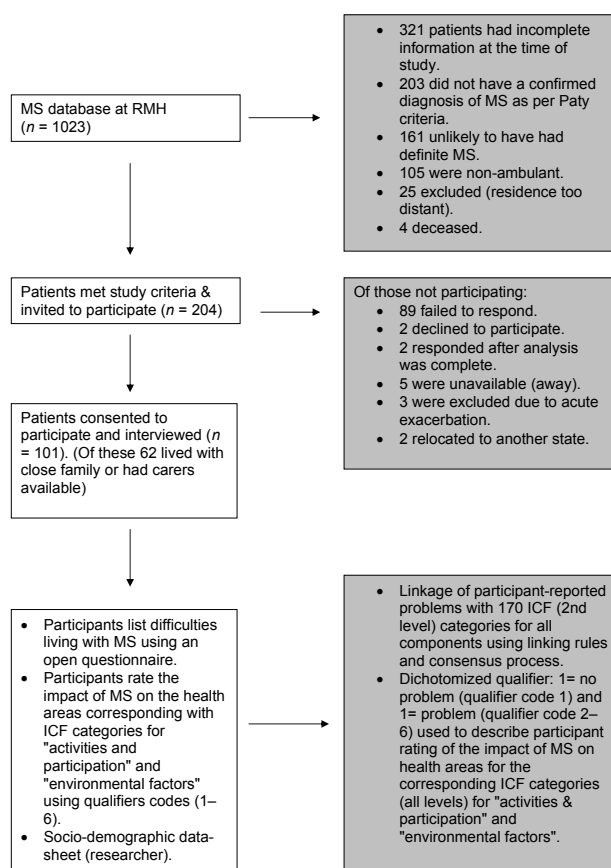 MS database at RMH
(n = 1023)
• 321 patients had incomplete
information at the time of
study.
• 203 did not have a confirmed
diagnosis of MS as per Paty
criteria.
• 161 unlikely to have had
definite MS.
• 105 were non-ambulant.
• 25 excluded (residence too
distant).
• 4 deceased.
Patients met study criteria &
invited to participate (n = 204)
Of those not participating:
• 89 failed to respond.
• 2 declined to participate.
• 2 responded after analysis
was complete.
• 5 were unavailable (away).
• 3 were excluded due to acute
exacerbation.
• 2 relocated to another state.
Patients consented to
participate and interviewed (n
= 101). (Of these 62 lived with
close family or had carers
available)
• Participants list difficulties
living with MS using an
open questionnaire.
• Participants rate the
impact of MS on the health
areas corresponding with
ICF categories for
"activities and
participation" and
"environmental factors"
using qualifiers codes (1–
6).
• Socio-demographic data-
sheet (researcher).
• Linkage of participant-reported
problems with 170 ICF (2nd
level) categories for all
components using linking rules
and consensus process.
• Dichotomized qualifier: 1= no
problem (qualifier code 1) and
1= problem (qualifier code 2–
6) used to describe participant
rating of the impact of MS on
health areas for the
corresponding ICF categories
(all levels) for "activities &
participation" and
"environmental factors".